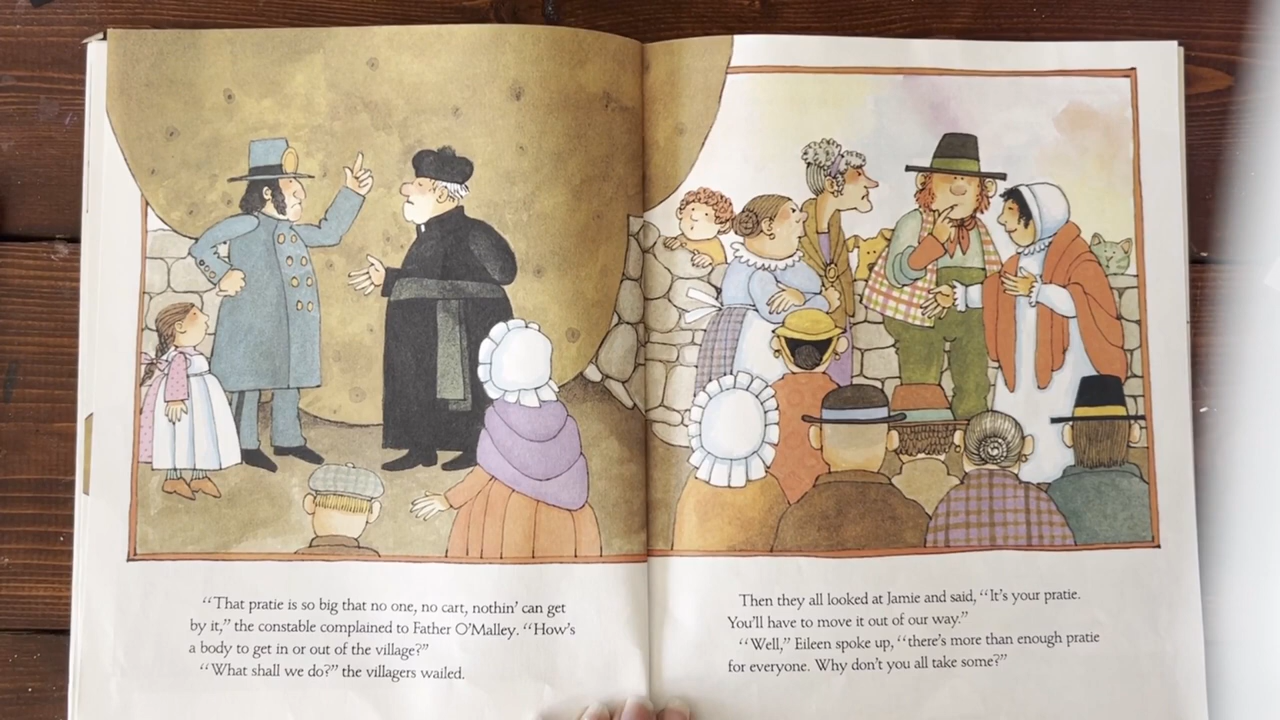 “That pratie is so big that no one, no cart, nothin’ can get
by it,” the constable complained to Father O’Malley. “How’s
a body to get in or out of the village?”
“What shall we do?” the villagers wailed.
Then they all looked at Jamie and said, “It’s your pratie.
You’ll have to move it out of our way.”
“Well,” Eileen spoke up, “there’s more than enough pratie
for everyone. Why don’t you all take some?”